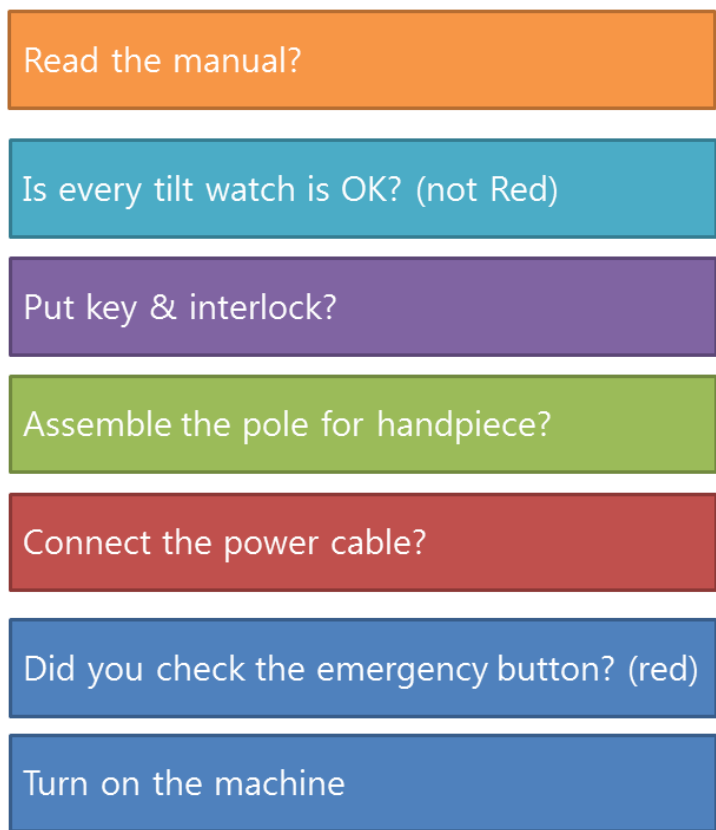 Read the manual?
Is every tilt watch is OK? (not Red)
Put key & interlock?
Assemble the pole for handpiece?
Connect the power cable?
Did you check the emergency button? (red)
Turn on the machine